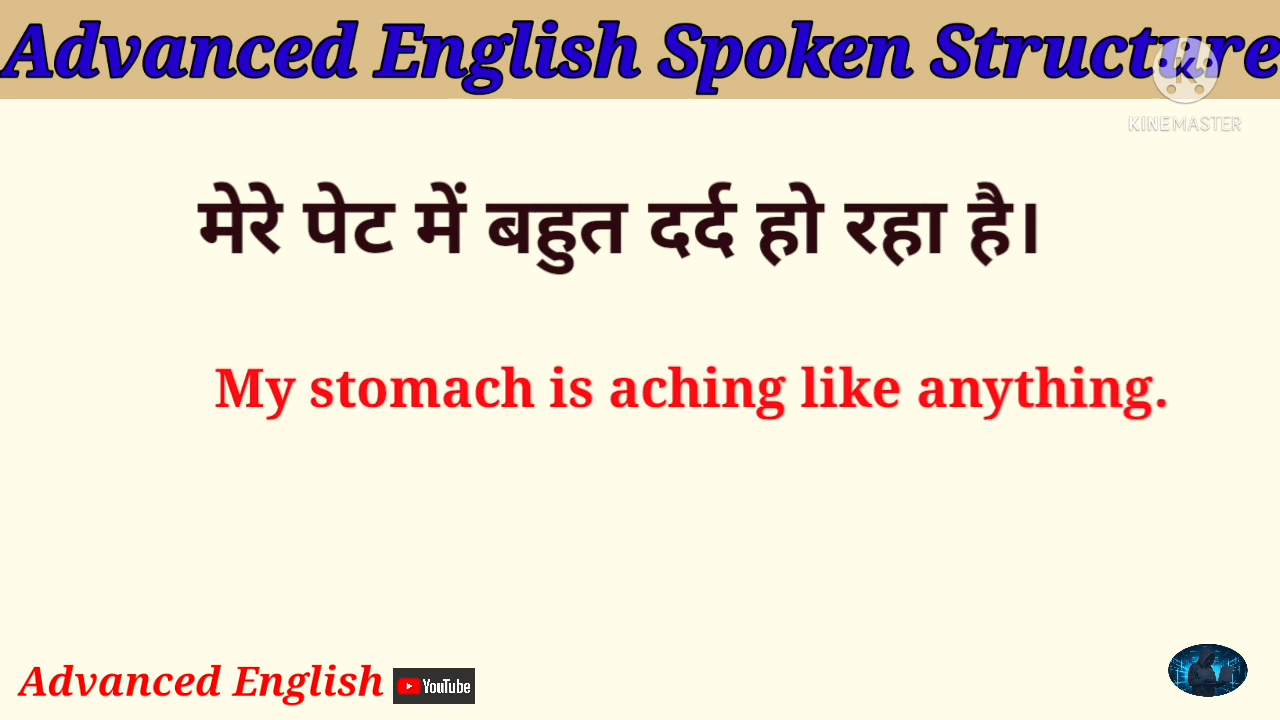 Advanced English Spoken Structure
KINEMASTER
मेरे पेट में बहुत दर्द हो रहा है।
My stomach is aching like anything.
Advanced English YouTube